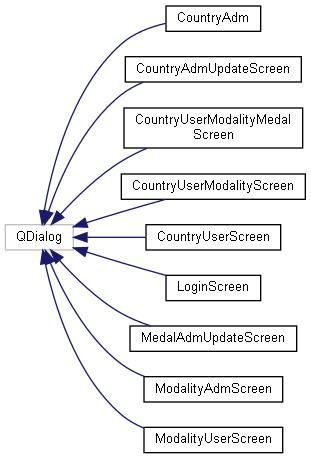 CountryAdm
CountryAdmUpdateScreen
CountryUserModalityMedal
Screen
CountryUserModalityScreen
QDialog
CountryUserScreen
LoginScreen
MedalAdmUpdateScreen
ModalityAdmScreen
ModalityUserScreen